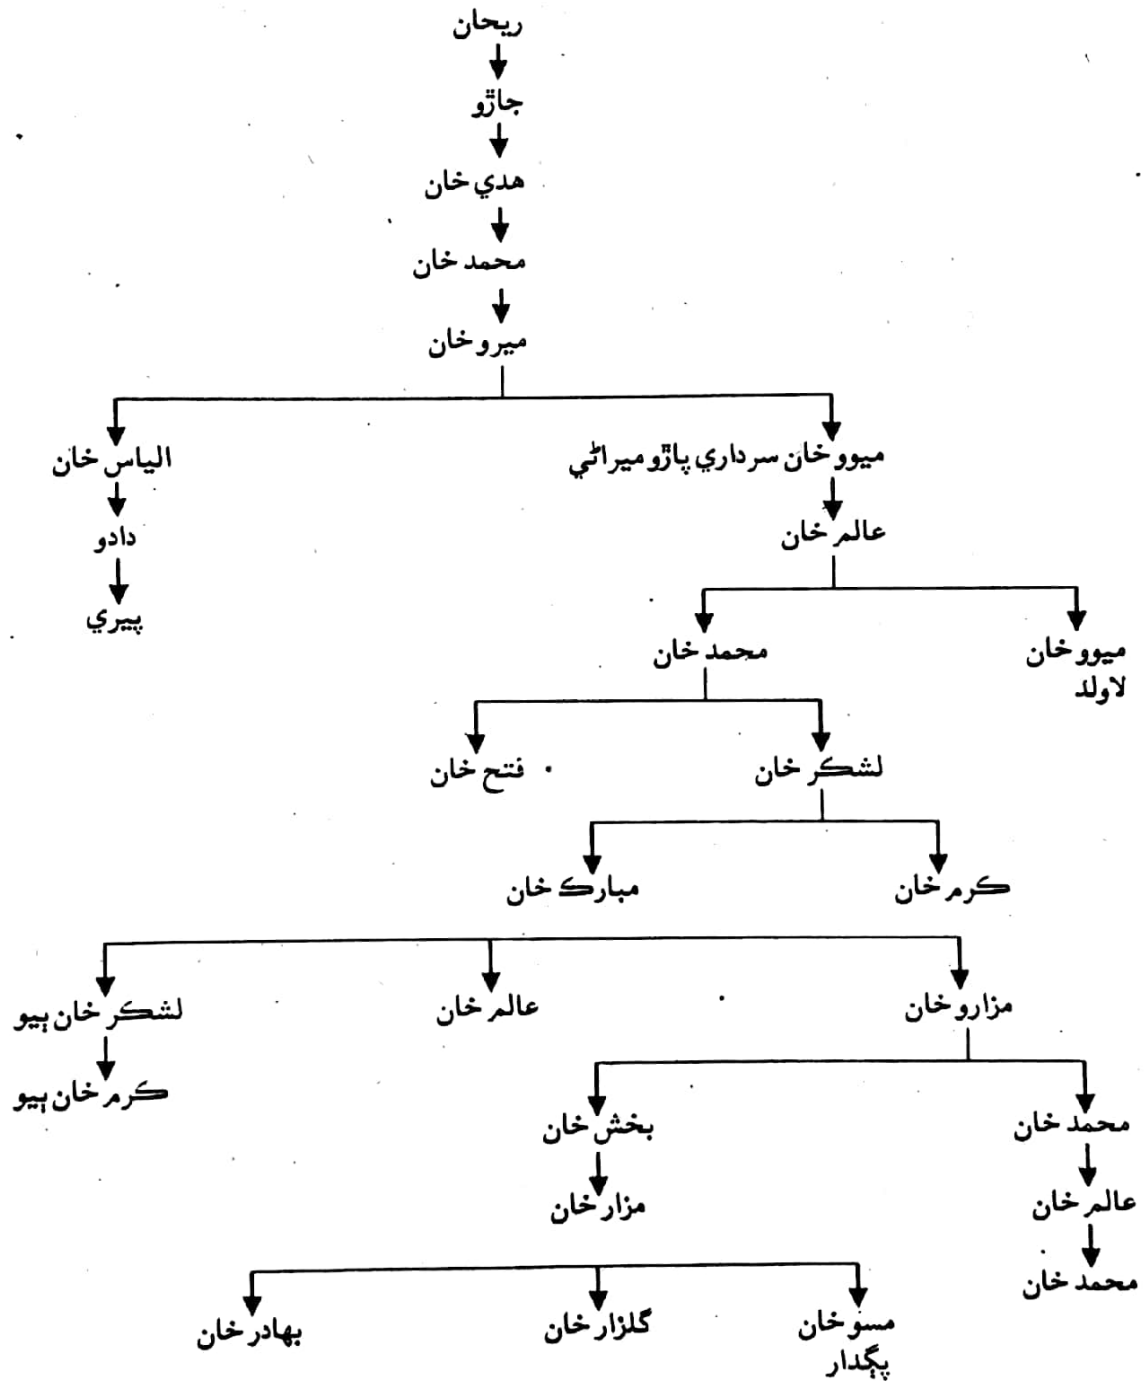 ريحان
جاڙو
هدي خان
محمد خان
ميرو خان
ميوو خان سرداري پاڙو ميراڻي
الياس خان
عالم خان
دادو
پيري
ميوو خان
لاولد
محمد خان
لشڪر خان
فتح خان
ڪرم خان
مبارڪ خان
مزارو خان
عالم خان
لشڪر خان ٻيو
ڪرم خان ٻيو
محمد خان
بخش خان
عالم خان
مزار خان
محمد خان
مسو خان
پڳدار
گلزار خان
بهادر خان